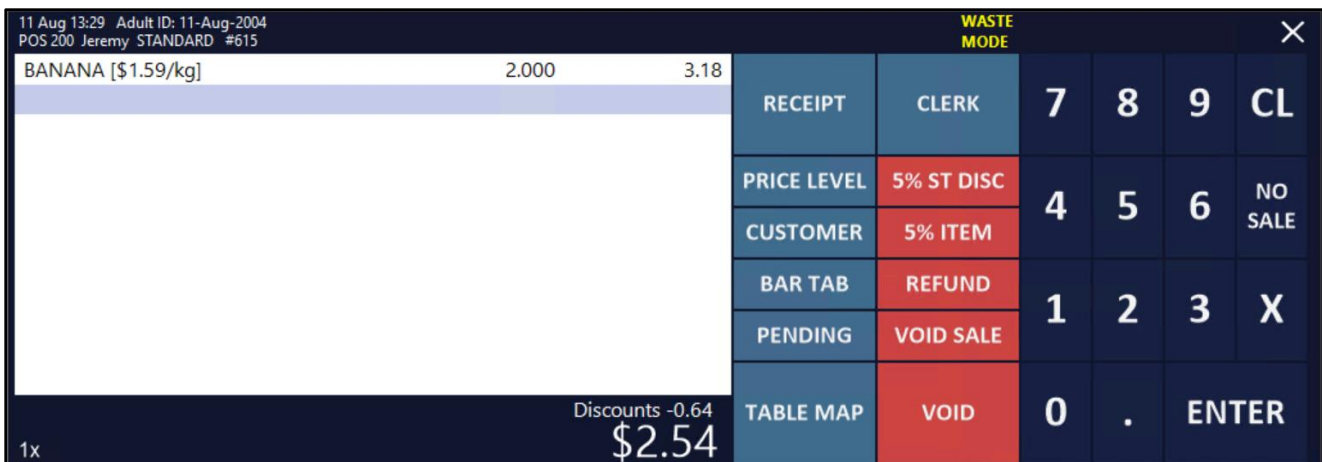 11 Aug 13:29 Adult ID: 11-Aug-2004
POS 200 Jeremy STANDARD #615
WASTE
MODE
BANANA [$1.59/kg] 2.000 3.18
Discounts -0.64
$2.54
1x
RECEIPT CLERK
PRICE LEVEL 5% ST DISC
CUSTOMER 5% ITEM
BAR TAB REFUND
PENDING VOID SALE
TABLE MAP VOID
7 8 9 CL
4 5 6 NO
SALE
1 2 3 X
0 . ENTER